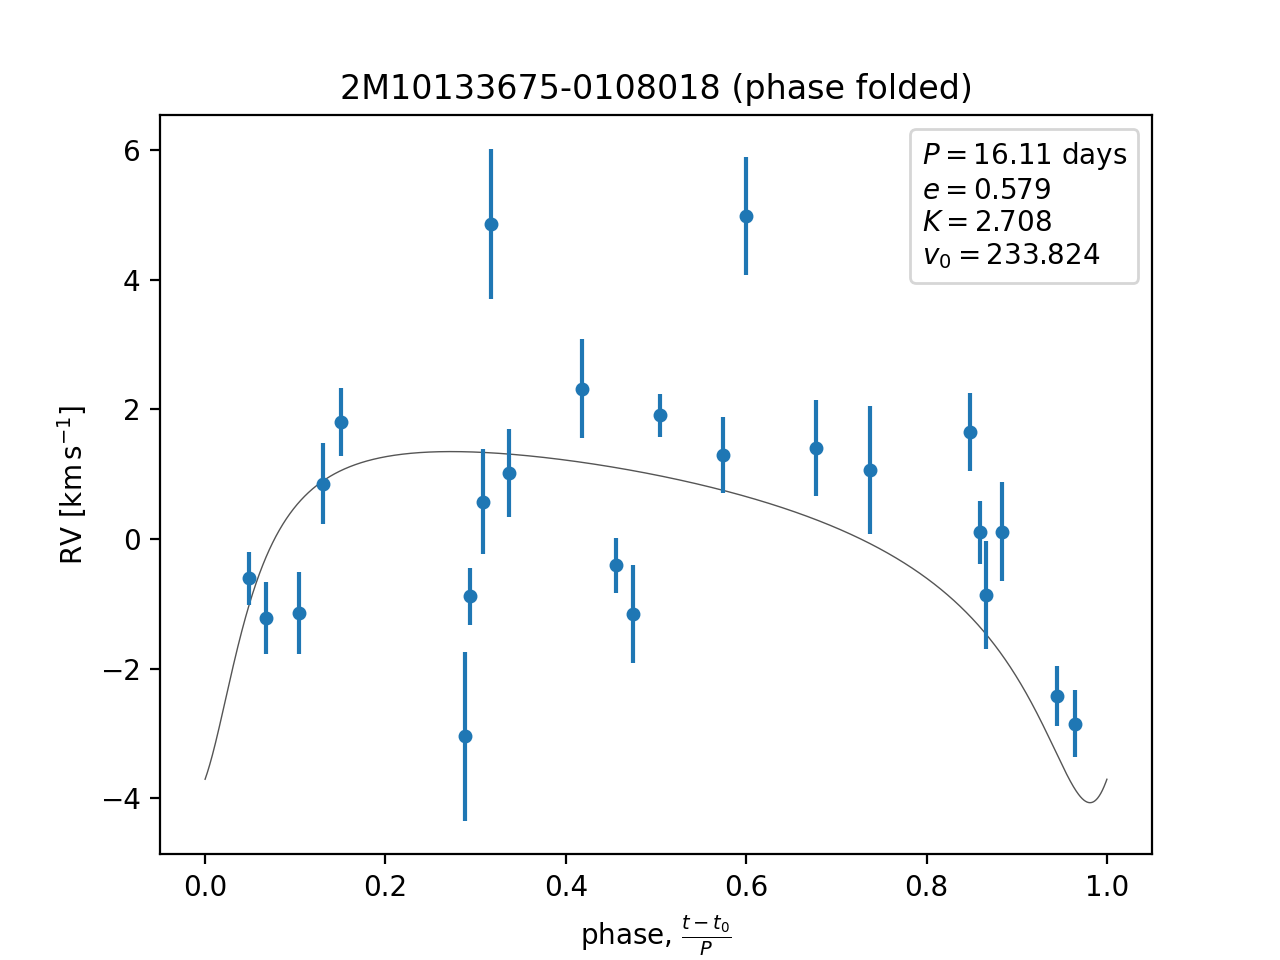 2M10133675-0108018 (phase folded)
P = 16.11 days
e = 0.579
K = 2.708
v₀ = 233.824
RV [km s⁻¹]
6
4
2
0
−2
−4
0.0 0.2 0.4 0.6 0.8 1.0
phase, (t − t₀)/P